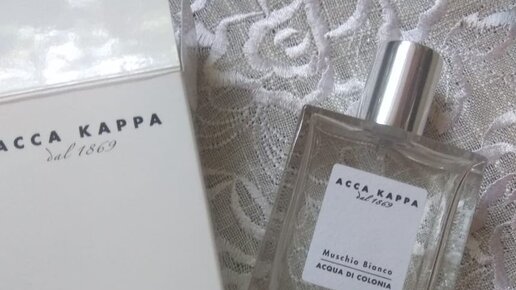 ACCA KAPPA
dal 1869
ACCA KAPPA
dal 1869
Muschio Bianco
ACQUA DI COLONIA